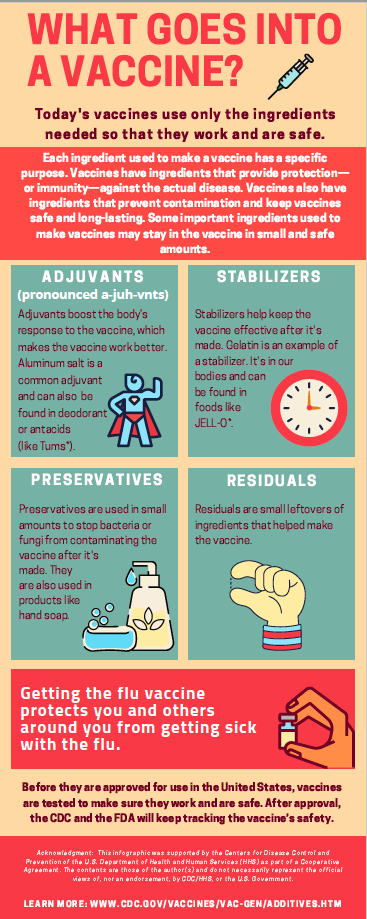 WHAT GOES INTO
A VACCINE?
Today's vaccines use only the ingredients
needed so that they work and are safe.
Each ingredient used to make a vaccine has a specific
purpose. Vaccines have ingredients that provide protection—
or immunity—against the actual disease. Vaccines also have
ingredients that prevent contamination and keep vaccines
safe and long-lasting. Some important ingredients used to
make vaccines may stay in the vaccine in small and safe
amounts.
ADJUVANTS
(pronounced a-juh-vnts)
Adjuvants boost the body's
response to the vaccine, which
makes the vaccine work better.
Aluminum salt is a
common adjuvant
and can also be
found in deodorant
or antacids
(like Tums*).
STABILIZERS
Stabilizers help keep the
vaccine effective after it's
made. Gelatin is an example of
a stabilizer. It's in our
bodies and can
be found in
foods like
JELL-O*.
PRESERVATIVES
Preservatives are used in small
amounts to stop bacteria or
fungi from contaminating the
vaccine after it's
made. They
are also used in
products like
hand soap.
RESIDUALS
Residuals are small leftovers of
ingredients that helped make
the vaccine.
Getting the flu vaccine
protects you and others
around you from getting sick
with the flu.
Before they are approved for use in the United States, vaccines
are tested to make sure they work and are safe. After approval,
the CDC and the FDA will keep tracking the vaccine's safety.
Acknowledgment: This infographic was supported by the Centers for Disease Control and
Prevention of the U.S. Department of Health and Human Services (HHS) as part of a Cooperative
Agreement. The contents are those of the author(s) and do not necessarily represent the official
views of, nor an endorsement, by CDC/HHS, or the U.S. Government.
LEARN MORE: WWW.CDC.GOV/VACCINES/VAC-GEN/ADDITIVES.HTM